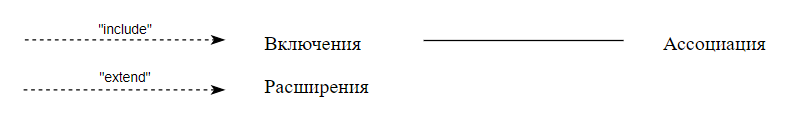 "include"
Включения
Ассоциация
"extend"
Расширения